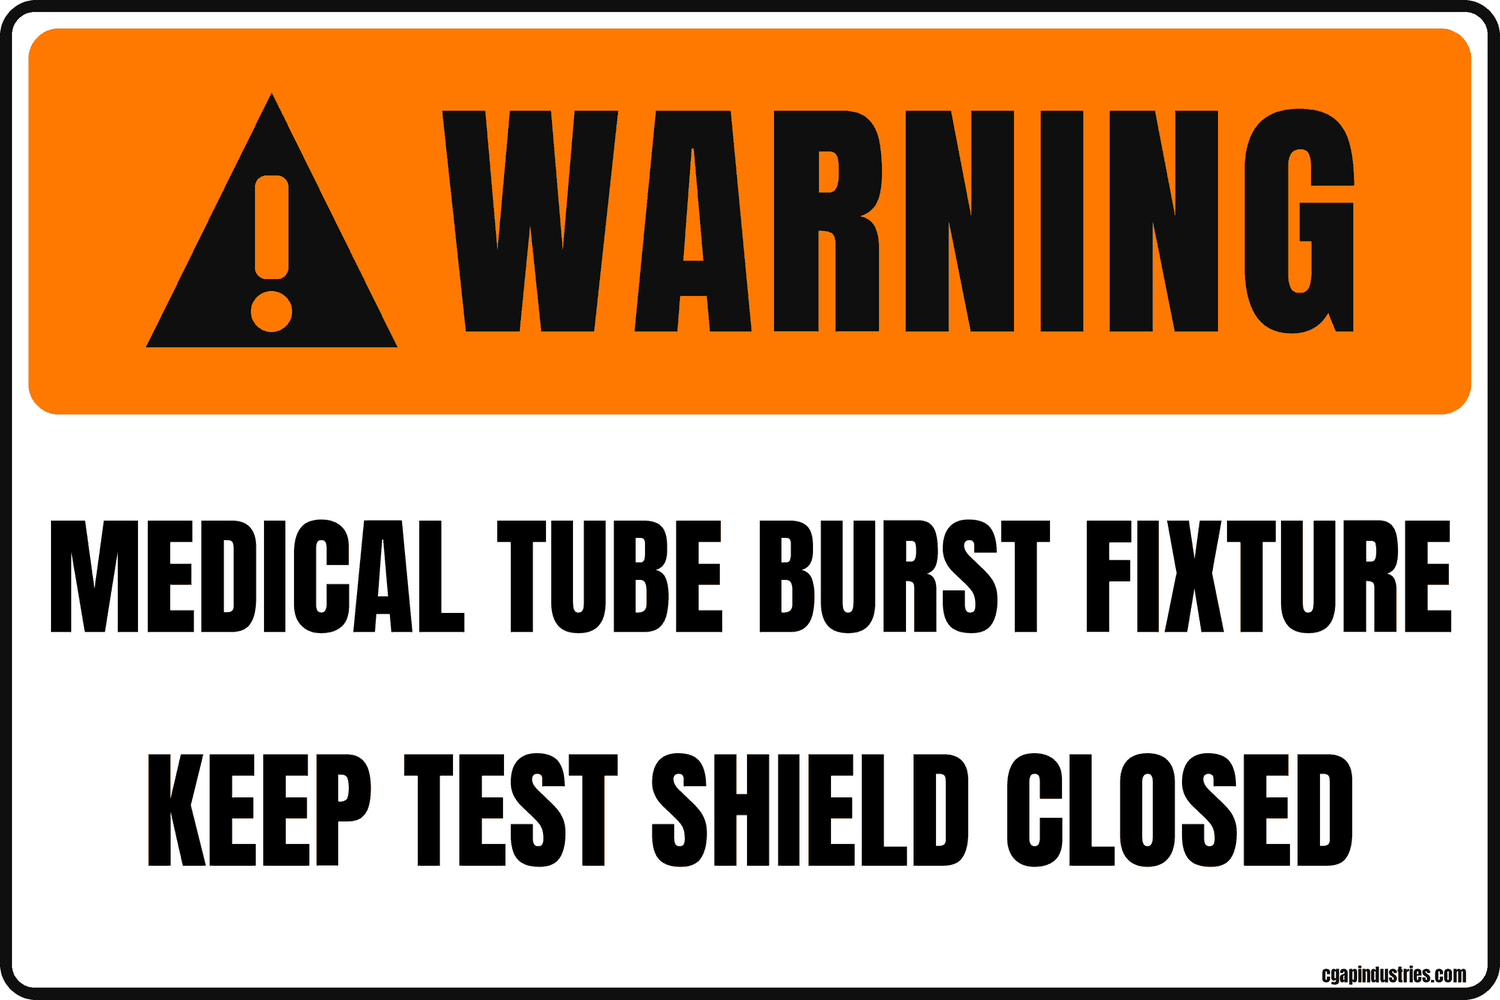 WARNING
MEDICAL TUBE BURST FIXTURE
KEEP TEST SHIELD CLOSED
cgapindustries.com